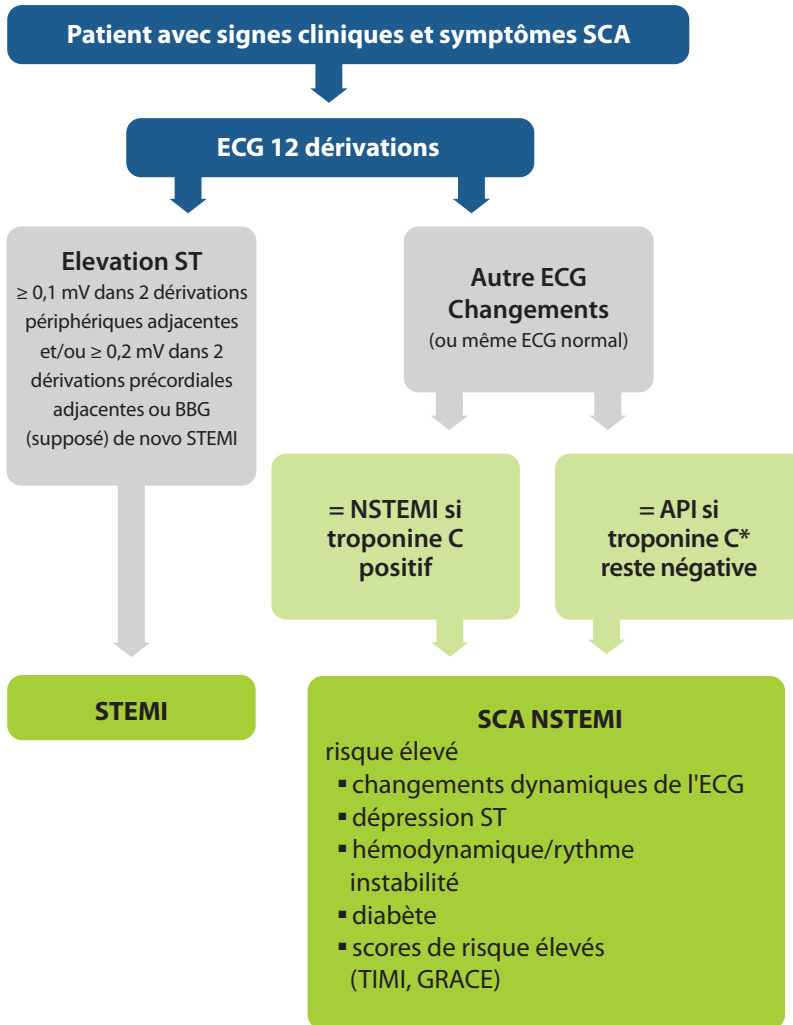 Patient avec signes cliniques et symptômes SCA
ECG 12 dérivations
Elevation ST
≥ 0,1 mV dans 2 dérivations
périphériques adjacentes
et/ou ≥ 0,2 mV dans 2
dérivations précordiales
adjacentes ou BBG
(supposé) de novo STEMI
Autre ECG
Changements
(ou même ECG normal)
= NSTEMI si
troponine C
positif
= API si
troponine C*
reste négative
STEMI
SCA NSTEMI
risque élevé
▪ changements dynamiques de l'ECG
▪ dépression ST
▪ hémodynamique/rythme
instabilité
▪ diabète
▪ scores de risque élevés
(TIMI, GRACE)